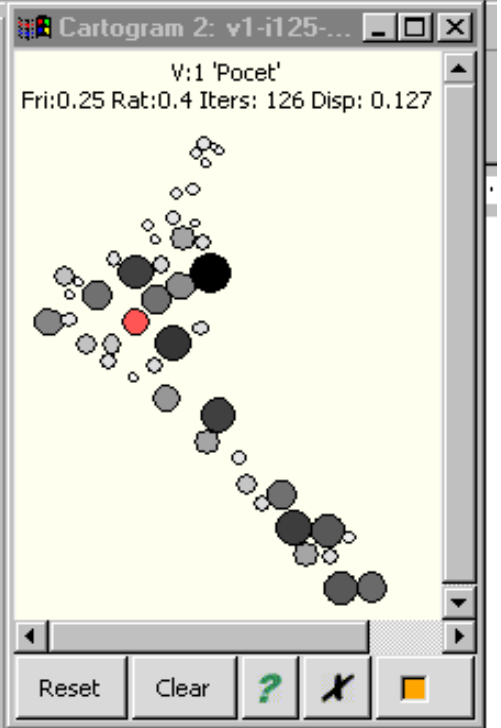 Cartogram 2: v1-i125-...
V:1 'Pocet'
Fri:0.25 Rat:0.4 Iters: 126 Disp: 0.127
Reset Clear ? X